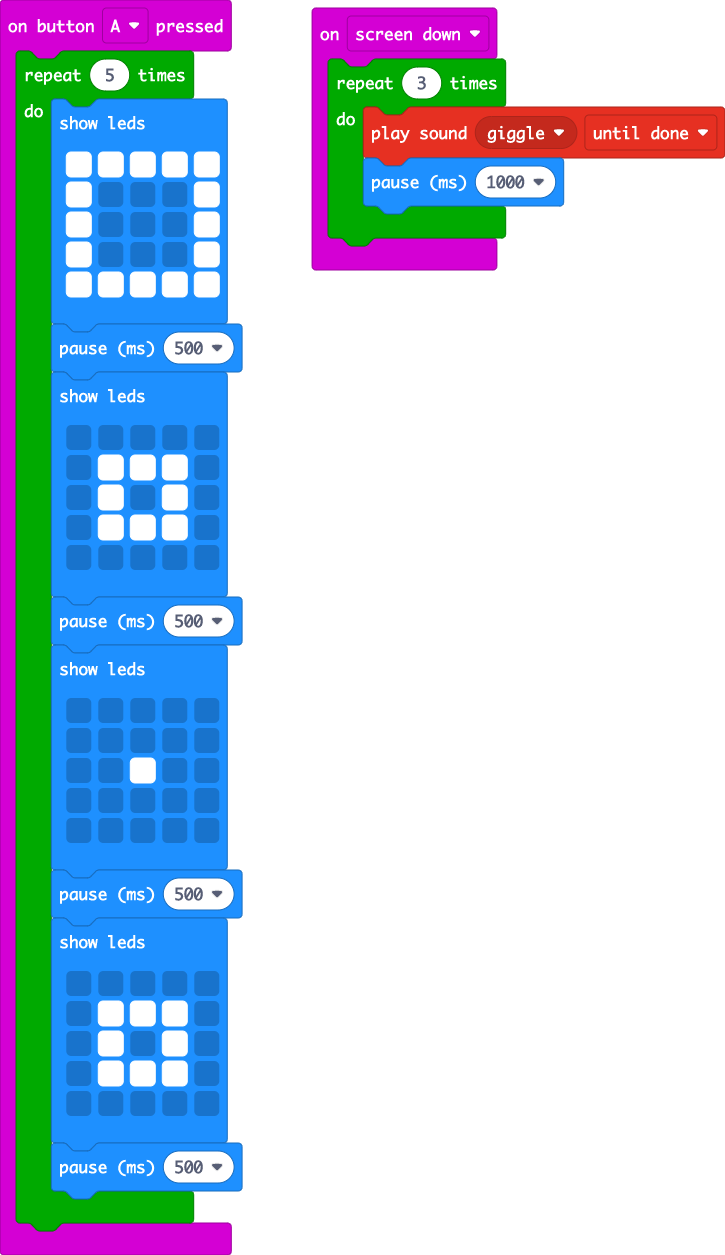 on button A pressed
repeat 5 times
do
show leds
pause (ms) 500
show leds
pause (ms) 500
show leds
pause (ms) 500
show leds
pause (ms) 500
on screen down
repeat 3 times
do
play sound giggle until done
pause (ms) 1000